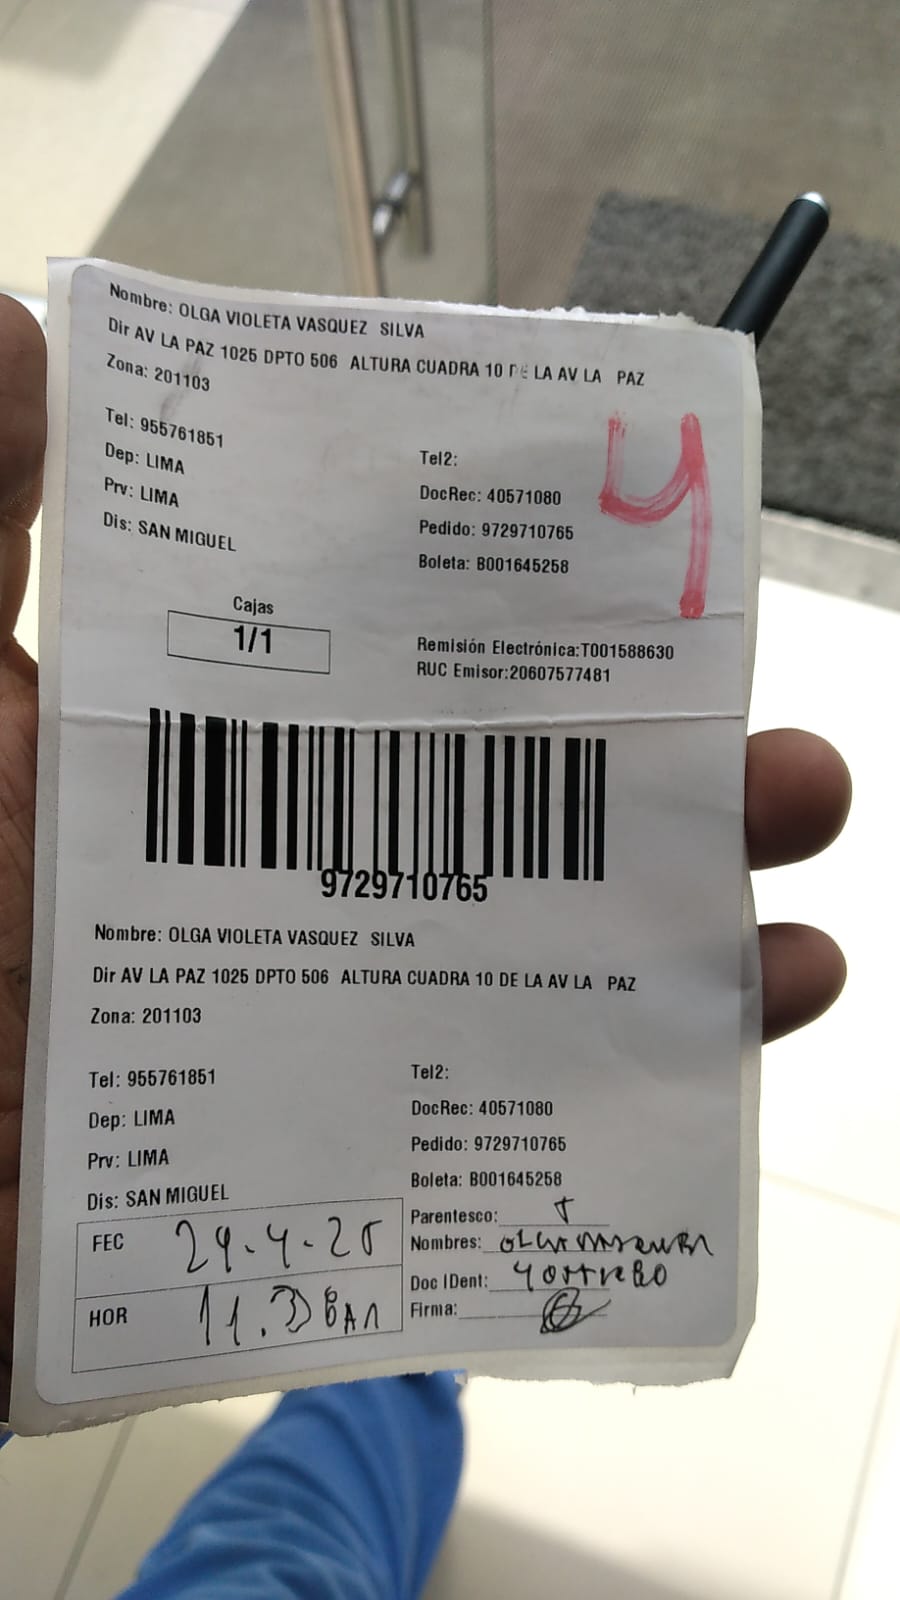 Nombre: OLGA VIOLETA VASQUEZ SILVA
Dir AV LA PAZ 1025 DPTO 506 ALTURA CUADRA 10 DE LA AV LA PAZ
Zona: 201103
4
Tel: 955761851
Tel2:
Dep: LIMA
DocRec: 40571080
Prv: LIMA
Pedido: 9729710765
Dis: SAN MIGUEL
Boleta: B001645258
Cajas
1/1
Remisión Electrónica:T001588630
RUC Emisor:20607577481
9729710765
Nombre: OLGA VIOLETA VASQUEZ SILVA
Dir AV LA PAZ 1025 DPTO 506 ALTURA CUADRA 10 DE LA AV LA PAZ
Zona: 201103
Tel: 955761851
Tel2:
Dep: LIMA
DocRec: 40571080
Prv: LIMA
Pedido: 9729710765
Dis: SAN MIGUEL
Boleta: B001645258
Parentesco: T
FEC
Nombres: OLGA
Doc IDent:
HOR
Firma: